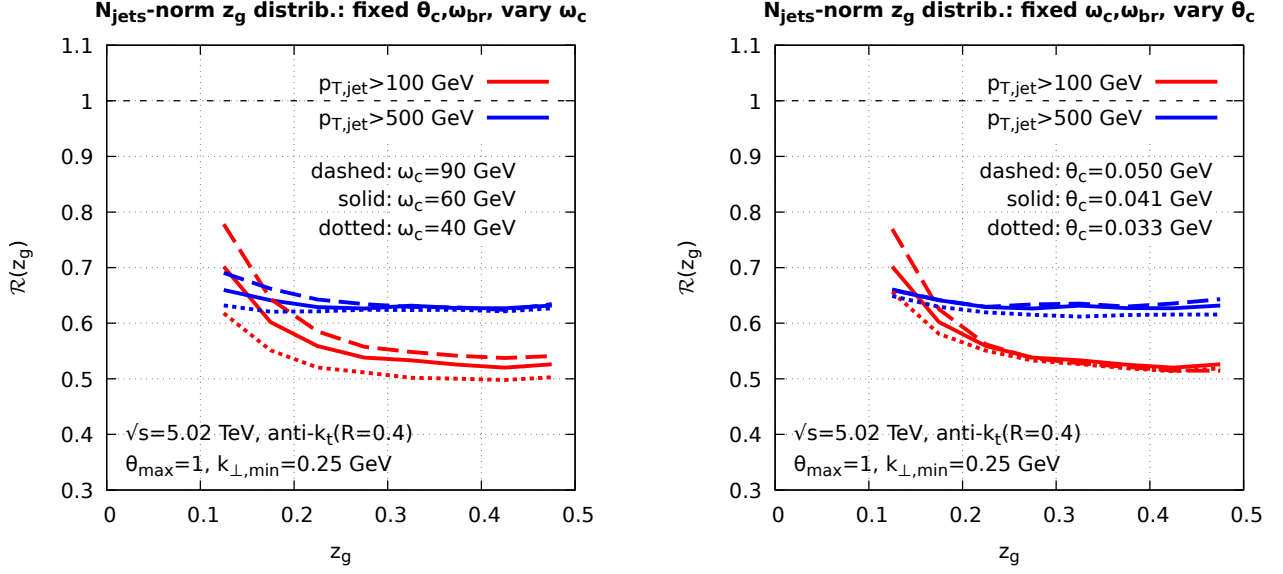 N_jets-norm z_g distrib.: fixed θ_c,ω_br, vary ω_c
1.1
1
0.9
0.8
0.7
0.6
0.5
0.4
0.3
0
0.1
0.2
0.3
0.4
0.5
ℛ(z_g)
z_g
p_T,jet>100 GeV
p_T,jet>500 GeV
dashed: ω_c=90 GeV
solid: ω_c=60 GeV
dotted: ω_c=40 GeV
√s=5.02 TeV, anti-k_t(R=0.4)
θ_max=1, k_⊥,min=0.25 GeV
N_jets-norm z_g distrib.: fixed ω_c,ω_br, vary θ_c
1.1
1
0.9
0.8
0.7
0.6
0.5
0.4
0.3
0
0.1
0.2
0.3
0.4
0.5
ℛ(z_g)
z_g
p_T,jet>100 GeV
p_T,jet>500 GeV
dashed: θ_c=0.050 GeV
solid: θ_c=0.041 GeV
dotted: θ_c=0.033 GeV
√s=5.02 TeV, anti-k_t(R=0.4)
θ_max=1, k_⊥,min=0.25 GeV